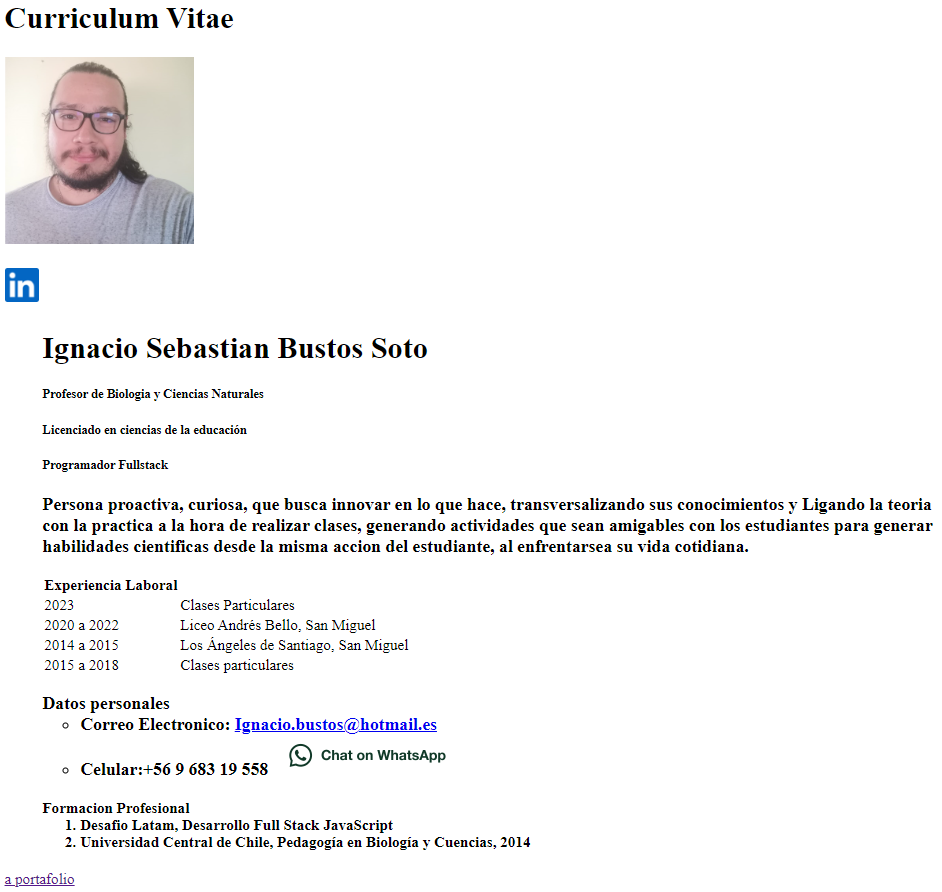 Curriculum Vitae
in
Ignacio Sebastian Bustos Soto
Profesor de Biologia y Ciencias Naturales
Licenciado en ciencias de la educación
Programador Fullstack
Persona proactiva, curiosa, que busca innovar en lo que hace, transversalizando sus conocimientos y Ligando la teoria
con la practica a la hora de realizar clases, generando actividades que sean amigables con los estudiantes para generar
habilidades cientificas desde la misma accion del estudiante, al enfrentarsea su vida cotidiana.
Experiencia Laboral
2023 Clases Particulares
2020 a 2022 Liceo Andrés Bello, San Miguel
2014 a 2015 Los Ángeles de Santiago, San Miguel
2015 a 2018 Clases particulares
Datos personales
Correo Electronico: Ignacio.bustos@hotmail.es
Celular:+56 9 683 19 558 Chat on WhatsApp
Formacion Profesional
1. Desafio Latam, Desarrollo Full Stack JavaScript
2. Universidad Central de Chile, Pedagogía en Biología y Cuencias, 2014
a portafolio